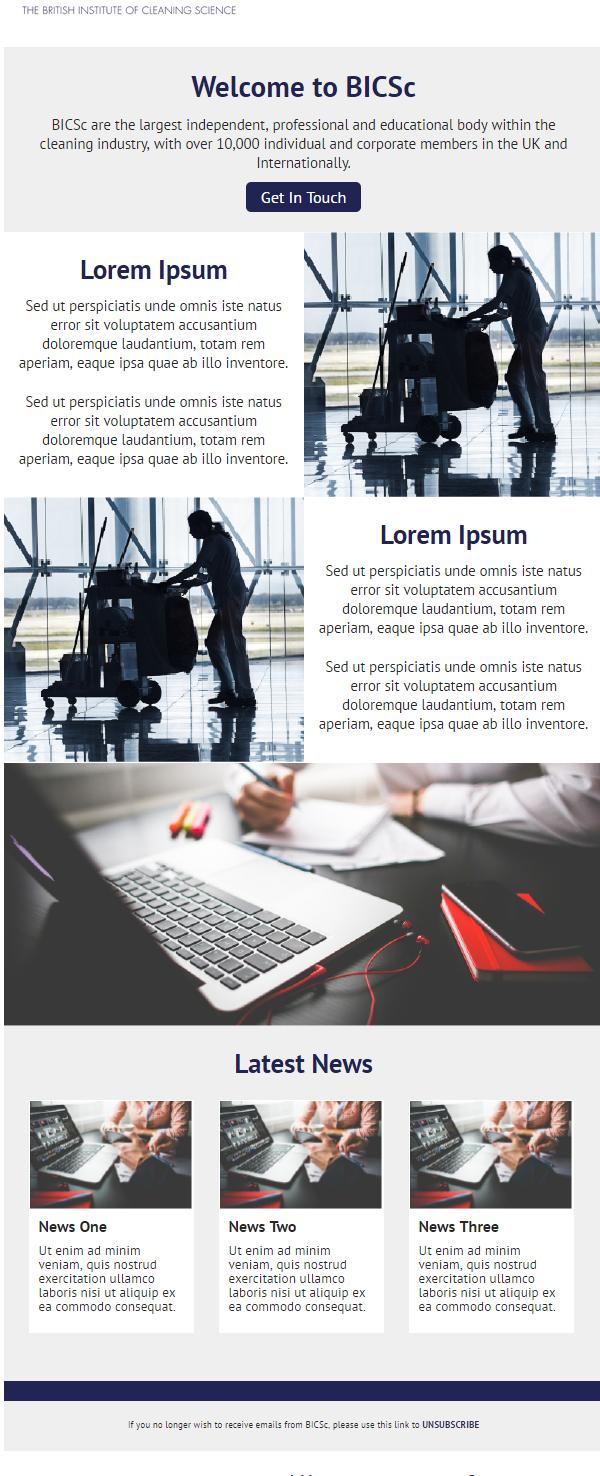 THE BRITISH INSTITUTE OF CLEANING SCIENCE
Welcome to BICSc
BICSc are the largest independent, professional and educational body within the
cleaning industry, with over 10,000 individual and corporate members in the UK and
Internationally.
Get In Touch
Lorem Ipsum
Sed ut perspiciatis unde omnis iste natus
error sit voluptatem accusantium
doloremque laudantium, totam rem
aperiam, eaque ipsa quae ab illo inventore.
Sed ut perspiciatis unde omnis iste natus
error sit voluptatem accusantium
doloremque laudantium, totam rem
aperiam, eaque ipsa quae ab illo inventore.
Lorem Ipsum
Sed ut perspiciatis unde omnis iste natus
error sit voluptatem accusantium
doloremque laudantium, totam rem
aperiam, eaque ipsa quae ab illo inventore.
Sed ut perspiciatis unde omnis iste natus
error sit voluptatem accusantium
doloremque laudantium, totam rem
aperiam, eaque ipsa quae ab illo inventore.
Latest News
News One
Ut enim ad minim
veniam, quis nostrud
exercitation ullamco
laboris nisi ut aliquip ex
ea commodo consequat.
News Two
Ut enim ad minim
veniam, quis nostrud
exercitation ullamco
laboris nisi ut aliquip ex
ea commodo consequat.
News Three
Ut enim ad minim
veniam, quis nostrud
exercitation ullamco
laboris nisi ut aliquip ex
ea commodo consequat.
If you no longer wish to receive emails from BICSc, please use this link to UNSUBSCRIBE